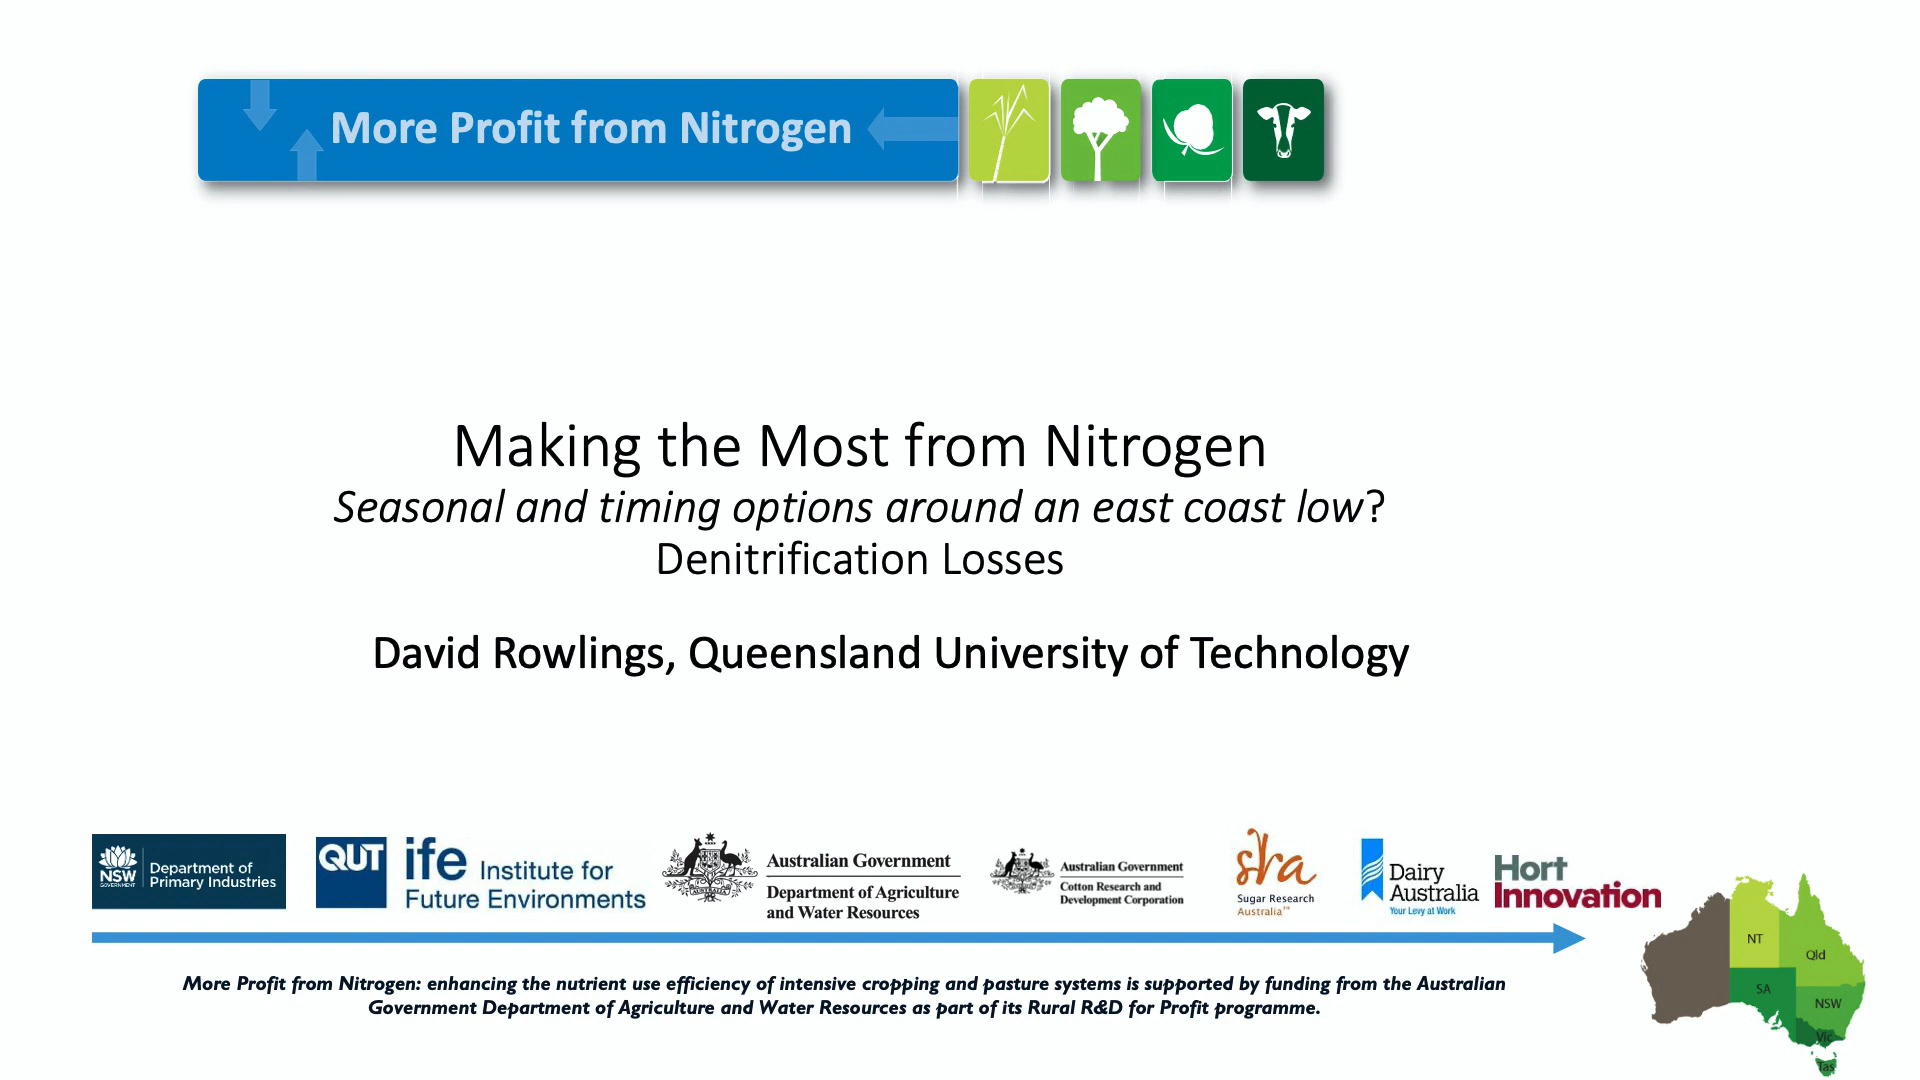 More Profit from Nitrogen
Making the Most from Nitrogen
Seasonal and timing options around an east coast low?
Denitrification Losses
David Rowlings, Queensland University of Technology
NSW
GOVERNMENT
Department of
Primary Industries
QUT
ife Institute for
Future Environments
AUSTRALIA
Australian Government
Department of Agriculture
and Water Resources
Australian Government
Cotton Research and
Development Corporation
sra
Sugar Research
Australia™
Dairy
Australia
Your Levy at Work
Hort
Innovation
NT
Qld
SA
NSW
Vic
Tas
More Profit from Nitrogen: enhancing the nutrient use efficiency of intensive cropping and pasture systems is supported by funding from the Australian
Government Department of Agriculture and Water Resources as part of its Rural R&D for Profit programme.